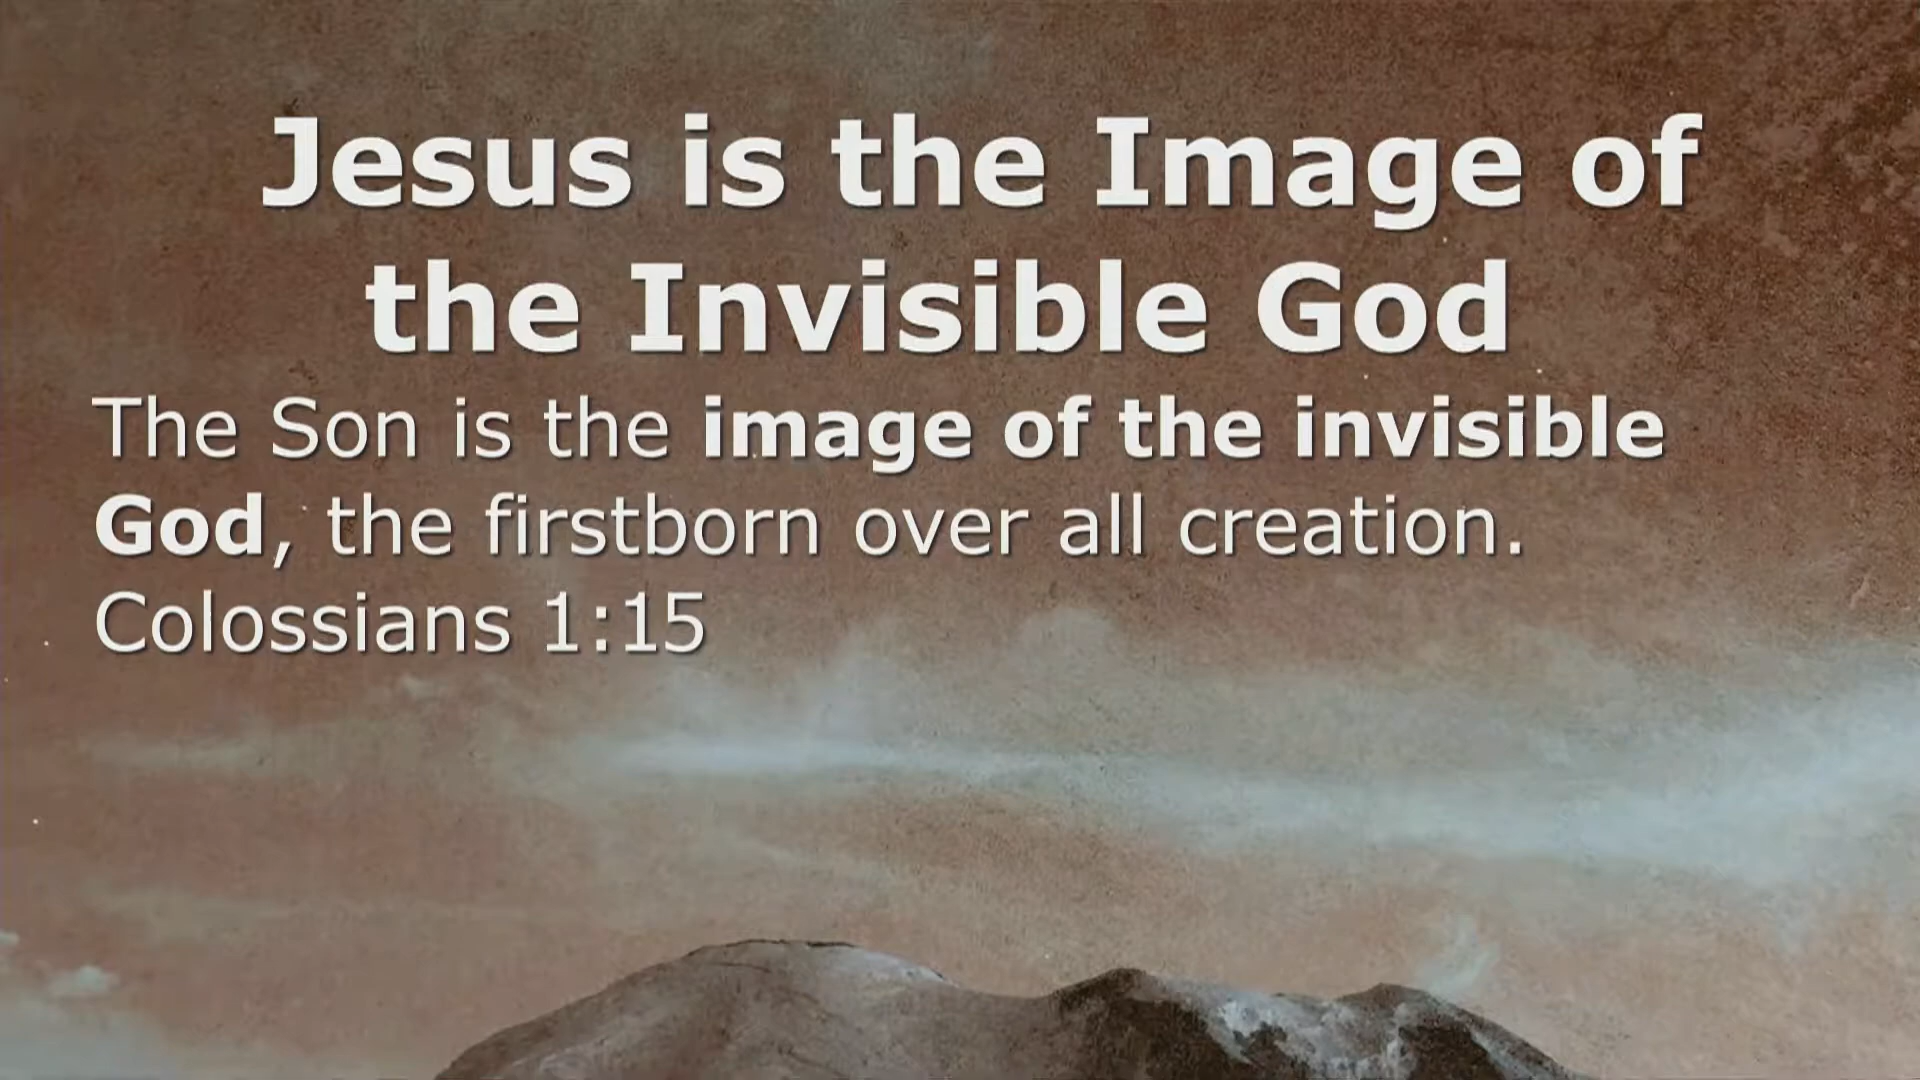 Jesus is the Image of
the Invisible God
The Son is the image of the invisible
God, the firstborn over all creation.
Colossians 1:15